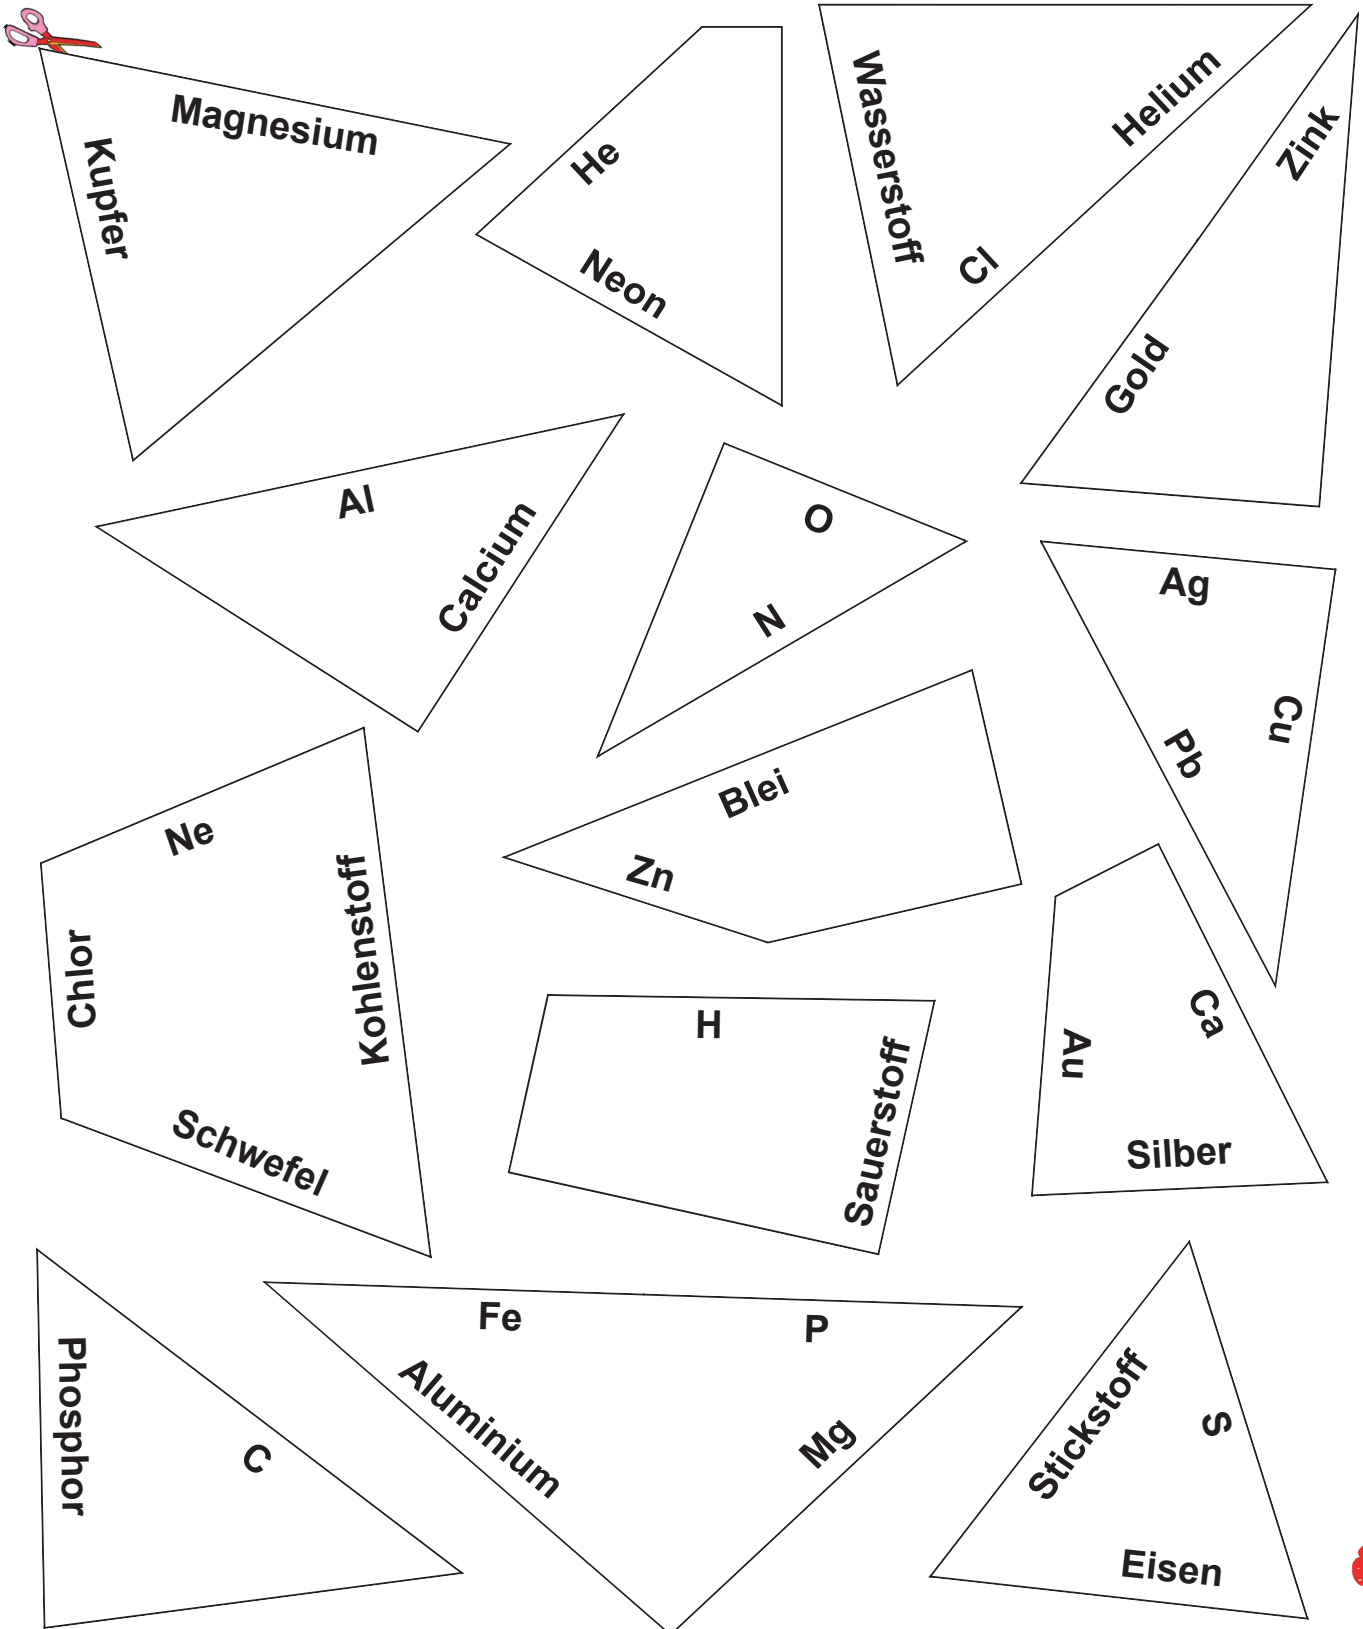 Magnesium
Kupfer
He
Neon
Wasserstoff
Helium
Cl
Zink
Gold
Al
Calcium
O
N
Ag
Cu
Pb
Blei
Zn
Ne
Chlor
Kohlenstoff
Schwefel
H
Sauerstoff
Au
Ca
Silber
Phosphor
C
Fe
P
Aluminium
Mg
Stickstoff
S
Eisen